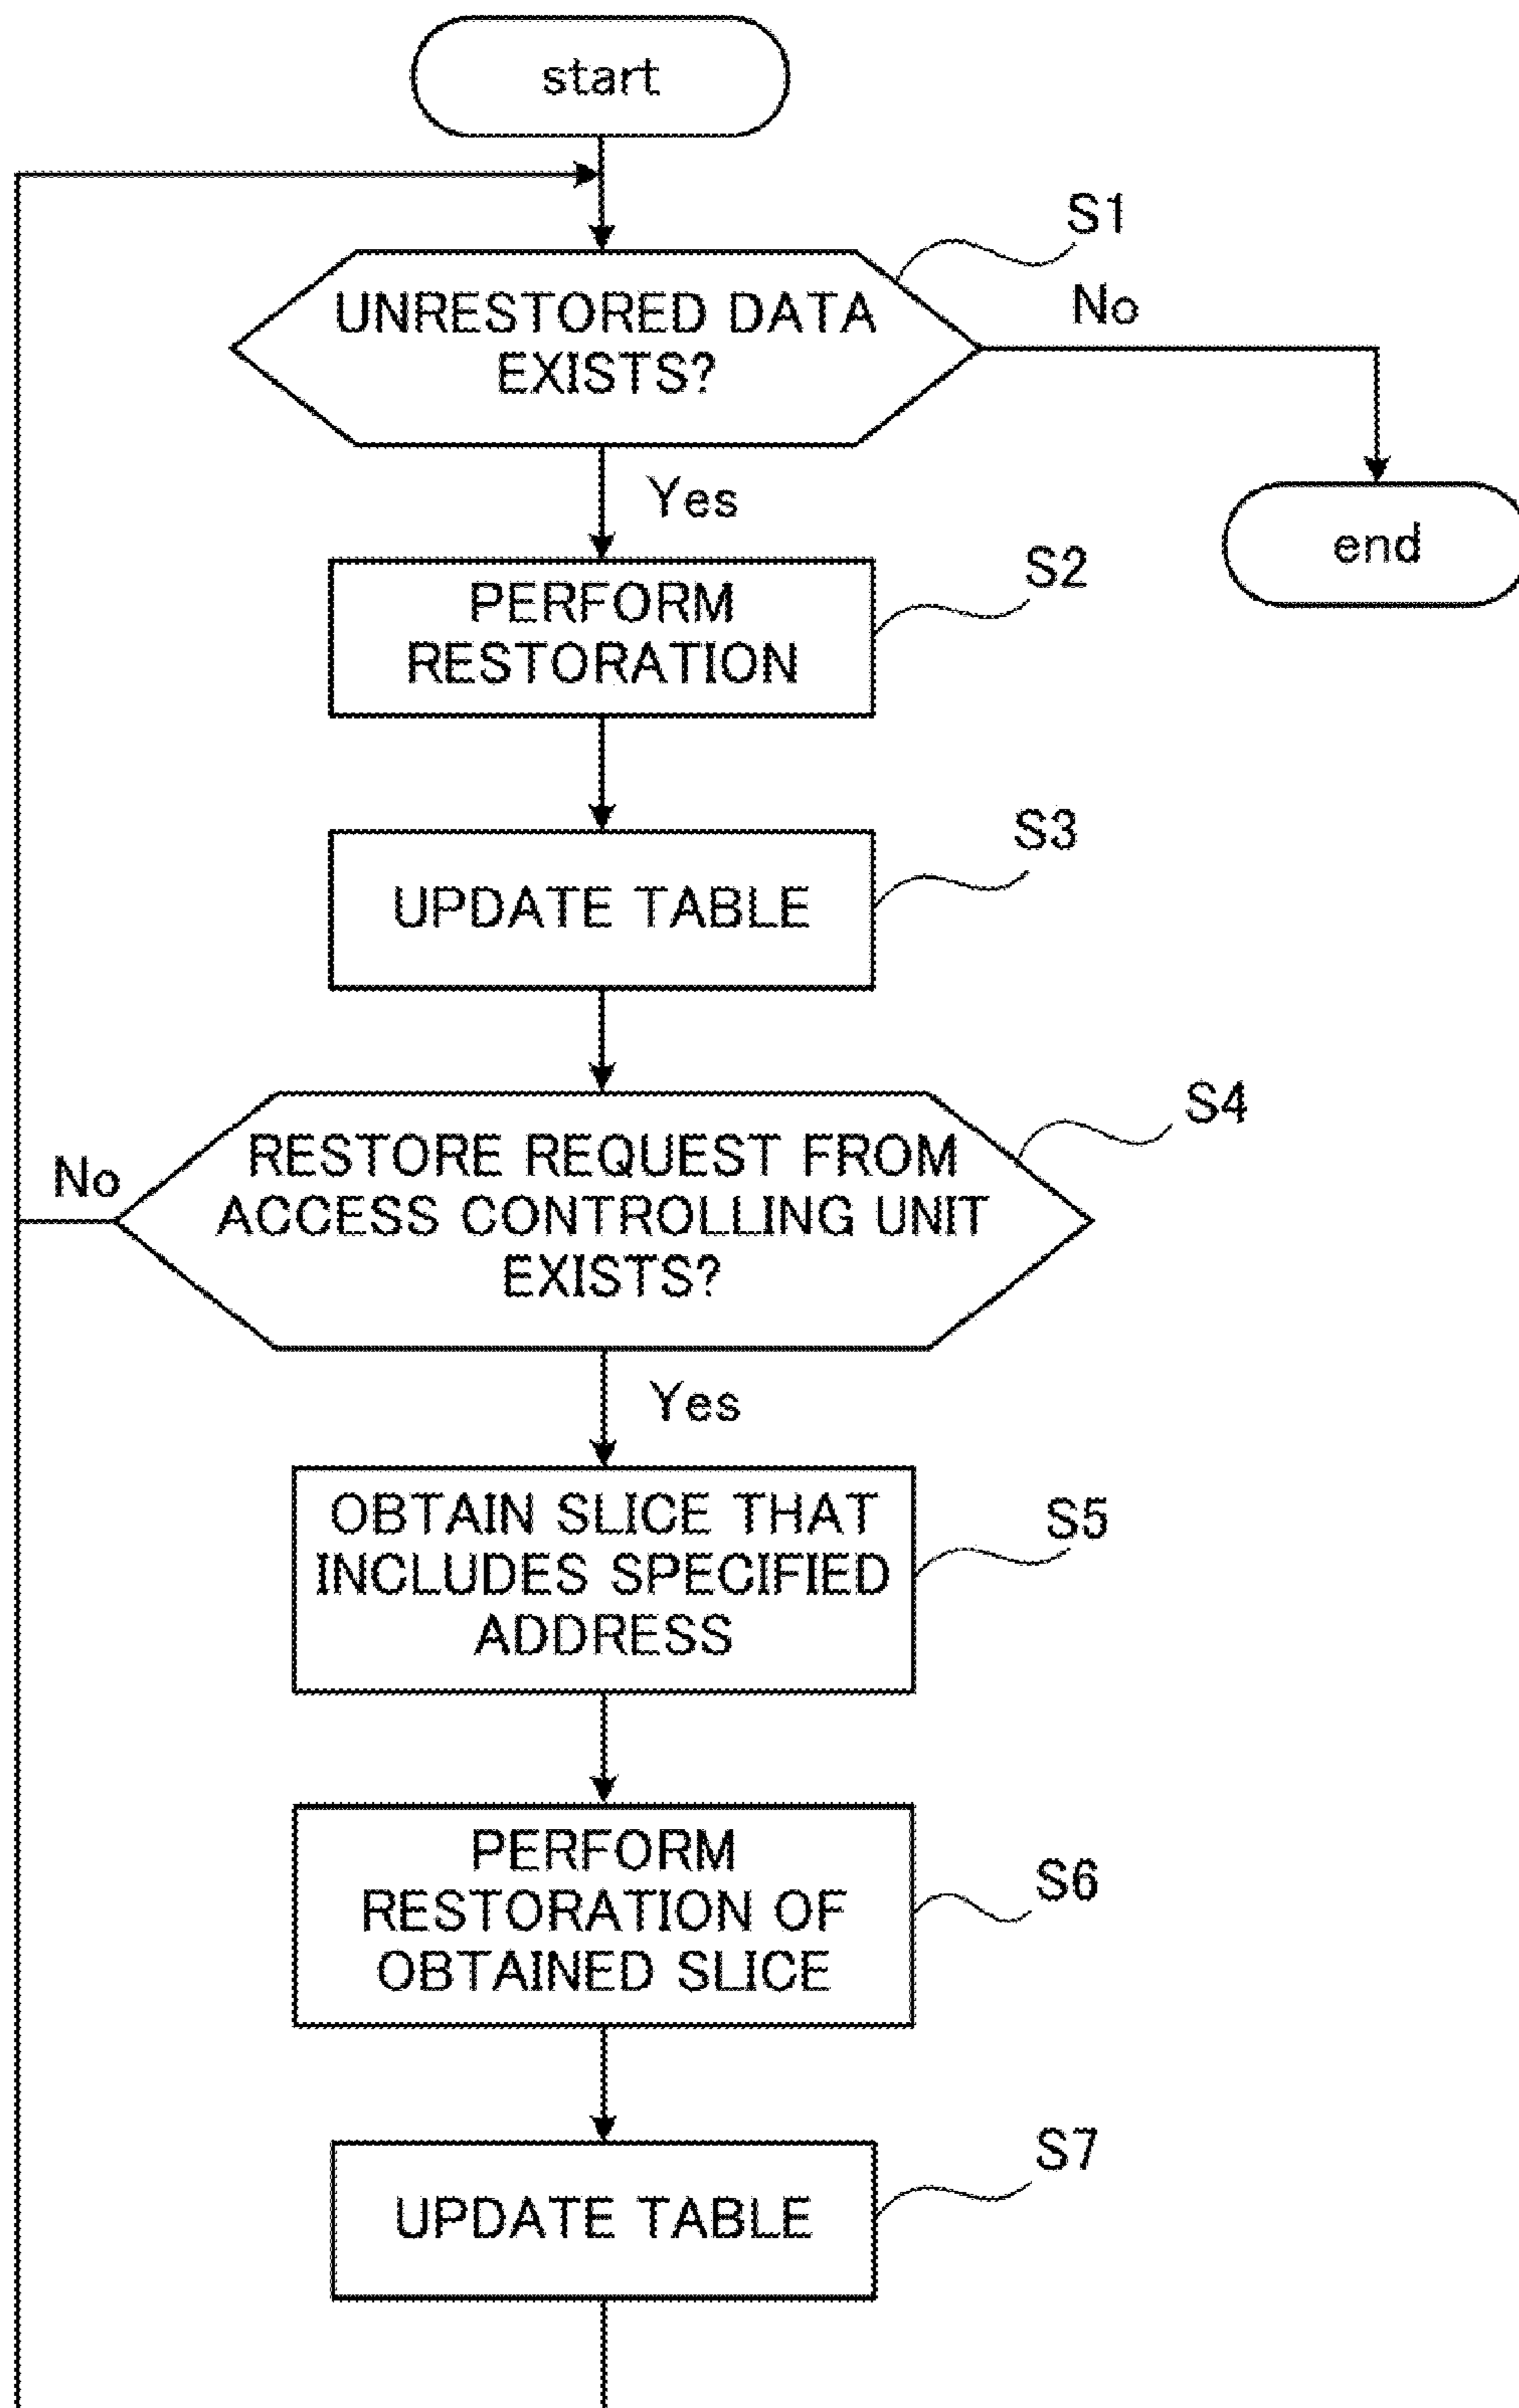 start
S1
No
UNRESTORED DATA
EXISTS?
Yes
end
S2
PERFORM
RESTORATION
S3
UPDATE TABLE
S4
No
RESTORE REQUEST FROM
ACCESS CONTROLLING UNIT
EXISTS?
Yes
OBTAIN SLICE THAT
INCLUDES SPECIFIED
ADDRESS
S5
PERFORM
RESTORATION OF
OBTAINED SLICE
S6
S7
UPDATE TABLE